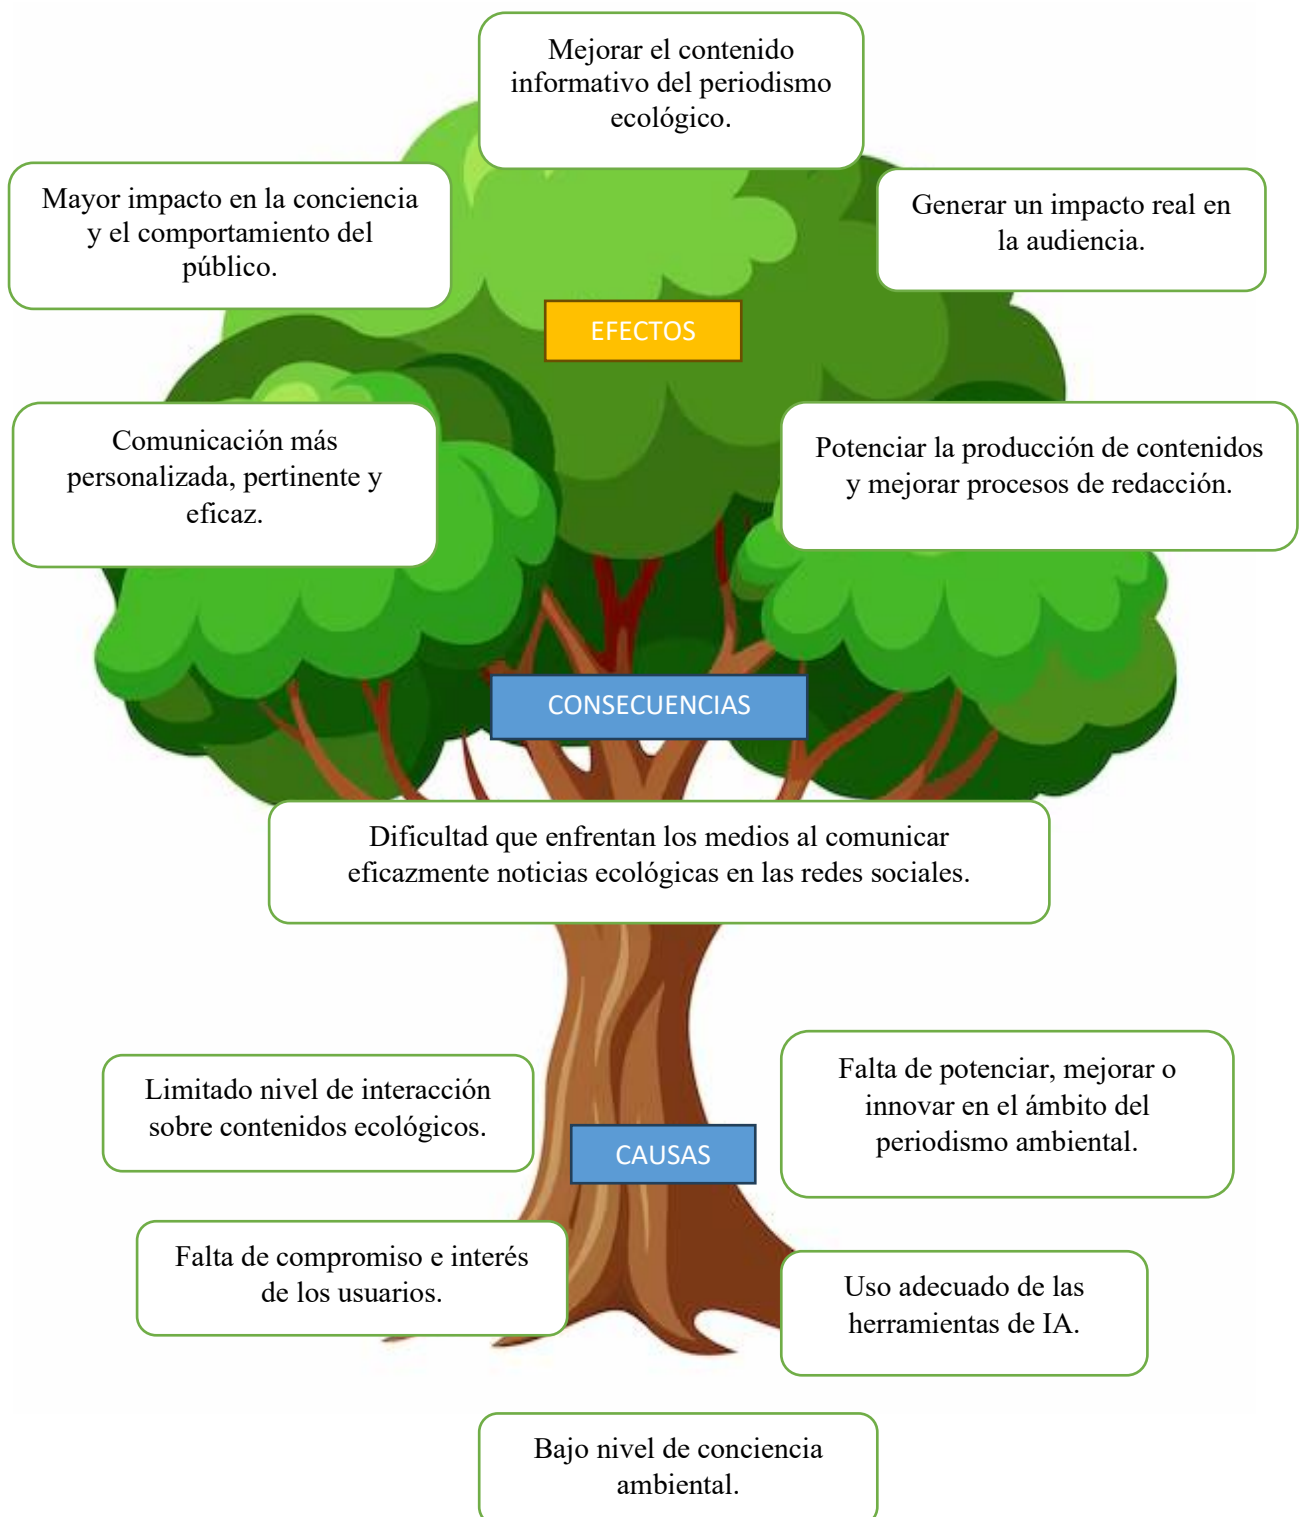 Mejorar el contenido
informativo del periodismo
ecológico.
Mayor impacto en la conciencia
y el comportamiento del
público.
Generar un impacto real en
la audiencia.
EFECTOS
Comunicación más
personalizada, pertinente y
eficaz.
Potenciar la producción de contenidos
y mejorar procesos de redacción.
CONSECUENCIAS
Dificultad que enfrentan los medios al comunicar
eficazmente noticias ecológicas en las redes sociales.
Limitado nivel de interacción
sobre contenidos ecológicos.
Falta de potenciar, mejorar o
innovar en el ámbito del
periodismo ambiental.
CAUSAS
Falta de compromiso e interés
de los usuarios.
Uso adecuado de las
herramientas de IA.
Bajo nivel de conciencia
ambiental.